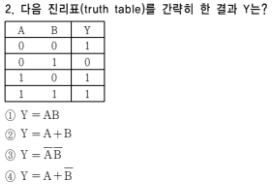 2. 다음 진리표(truth table)를 간략히 한 결과 Y는?
A B Y
0 0 1
0 1 0
1 0 1
1 1 1
① Y = AB
② Y = A + B
③ Y = A̅B̅
④ Y = A + B̅